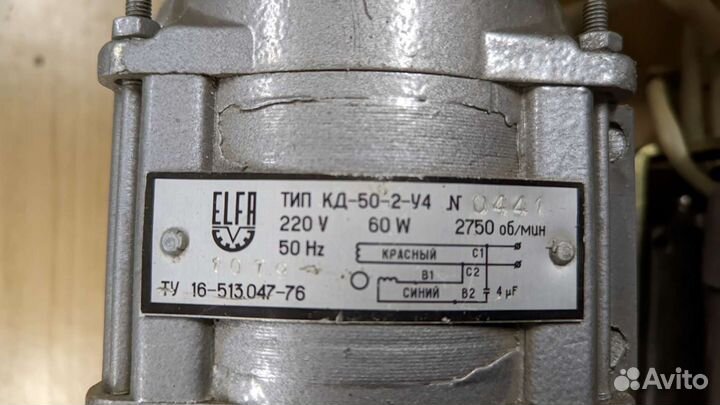 ELFA
ТИП КД-50-2-У4 N 0441
220 V 60 W 2750 об/мин
50 Hz
КРАСНЫЙ C1
C2
B1
СИНИЙ B2 4 µF
ТУ 16-513.047-76
Avito